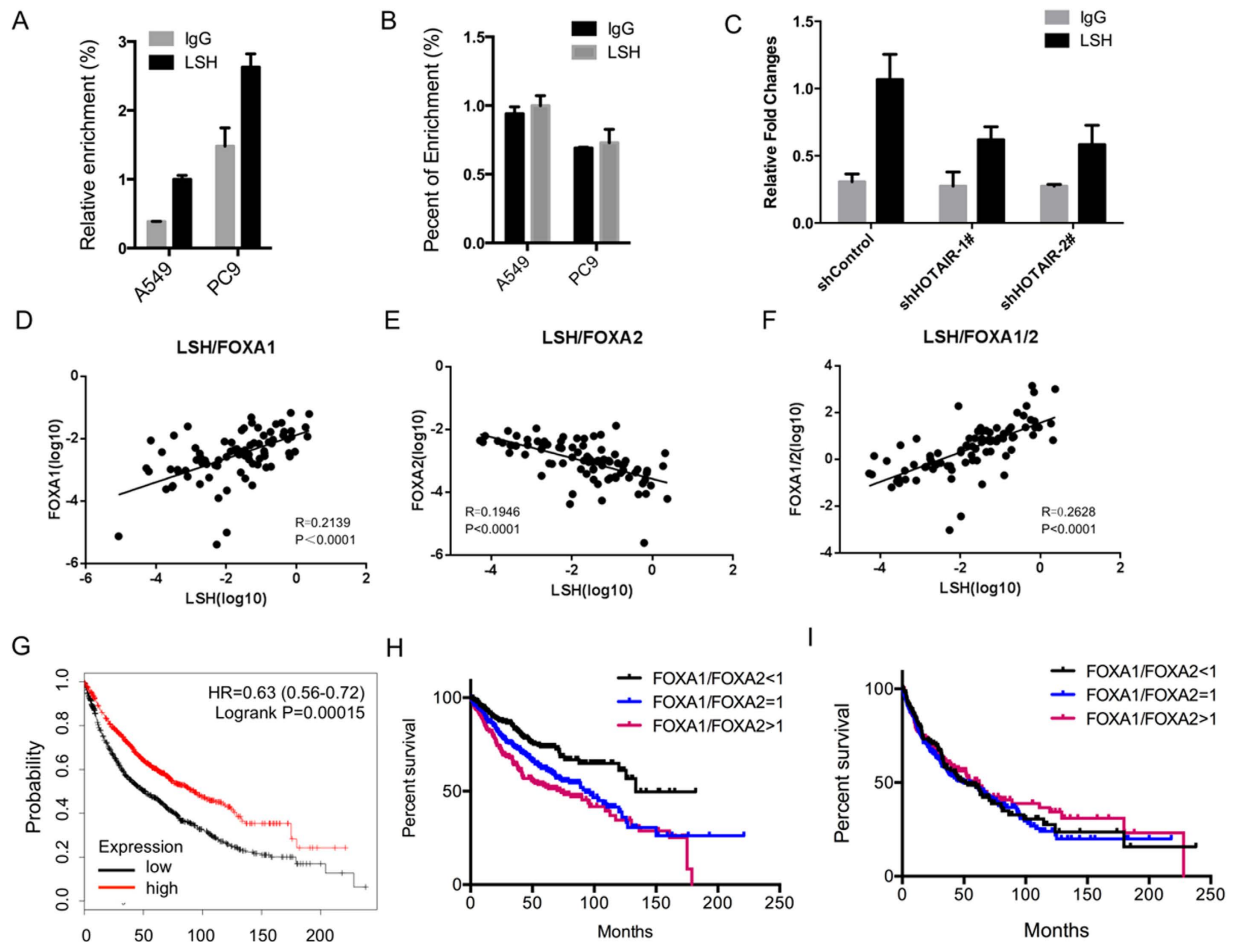 A
IgG
LSH
Relative enrichment (%)
3
2
1
0
A549
PC9
B
IgG
LSH
Pecent of Enrichment (%)
1.5
1.0
0.5
0.0
A549
PC9
C
IgG
LSH
Relative Fold Changes
1.5
1.0
0.5
0.0
shControl
shHOTAIR-1#
shHOTAIR-2#
D
LSH/FOXA1
FOXA1(log10)
0
-2
-4
-6
R=0.2139
P<0.0001
-6 -4 -2 0 2
LSH(log10)
E
LSH/FOXA2
FOXA2(log10)
0
-2
-4
-6
R=0.1946
P<0.0001
-4 -2 0 2
LSH(log10)
F
LSH/FOXA1/2
FOXA1/2(log10)
4
2
0
-2
-4
R=0.2628
P<0.0001
-4 -2 0 2
LSH(log10)
G
HR=0.63 (0.56-0.72)
Logrank P=0.00015
Probability
1.0
0.8
0.6
0.4
0.2
0.0
Expression
low
high
0 50 100 150 200
H
FOXA1/FOXA2<1
FOXA1/FOXA2=1
FOXA1/FOXA2>1
Percent survival
100
50
0
0 50 100 150 200 250
Months
I
FOXA1/FOXA2<1
FOXA1/FOXA2=1
FOXA1/FOXA2>1
Percent survival
100
50
0
0 50 100 150 200 250
Months